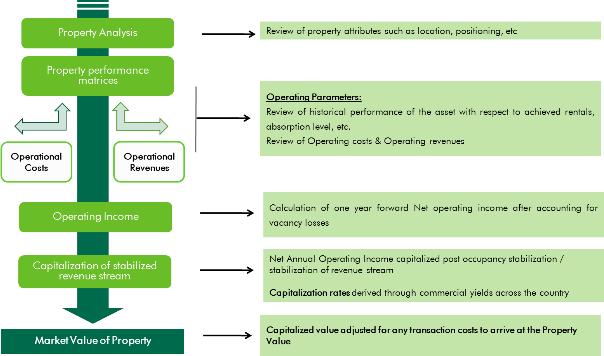 Property Analysis
Review of property attributes such as location, positioning, etc
Property performance
matrices
Operating Parameters:
Review of historical performance of the asset with respect to achieved rentals,
absorption level, etc.
Review of Operating costs & Operating revenues
Operational
Costs
Operational
Revenues
Operating Income
Calculation of one year forward Net operating income after accounting for
vacancy losses
Capitalization of stabilized
revenue stream
Net Annual Operating Income capitalized post occupancy stabilization /
stabilization of revenue stream
Capitalization rates derived through commercial yields across the country
Market Value of Property
Capitalized value adjusted for any transaction costs to arrive at the Property
Value